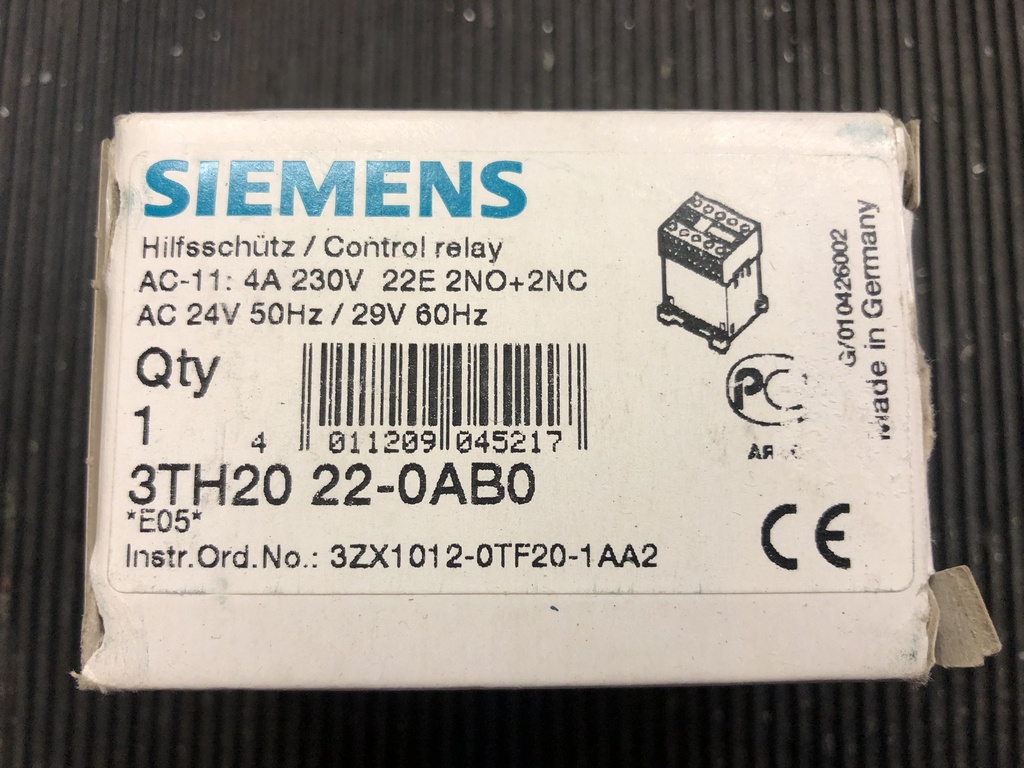 SIEMENS
Hilfsschütz / Control relay
AC-11: 4A 230V 22E 2NO+2NC
AC 24V 50Hz / 29V 60Hz
Qty
1
4 011209 045217
3TH20 22-0AB0
*E05*
Instr.Ord.No.: 3ZX1012-0TF20-1AA2
G/010426002
Made in Germany
PC
CE